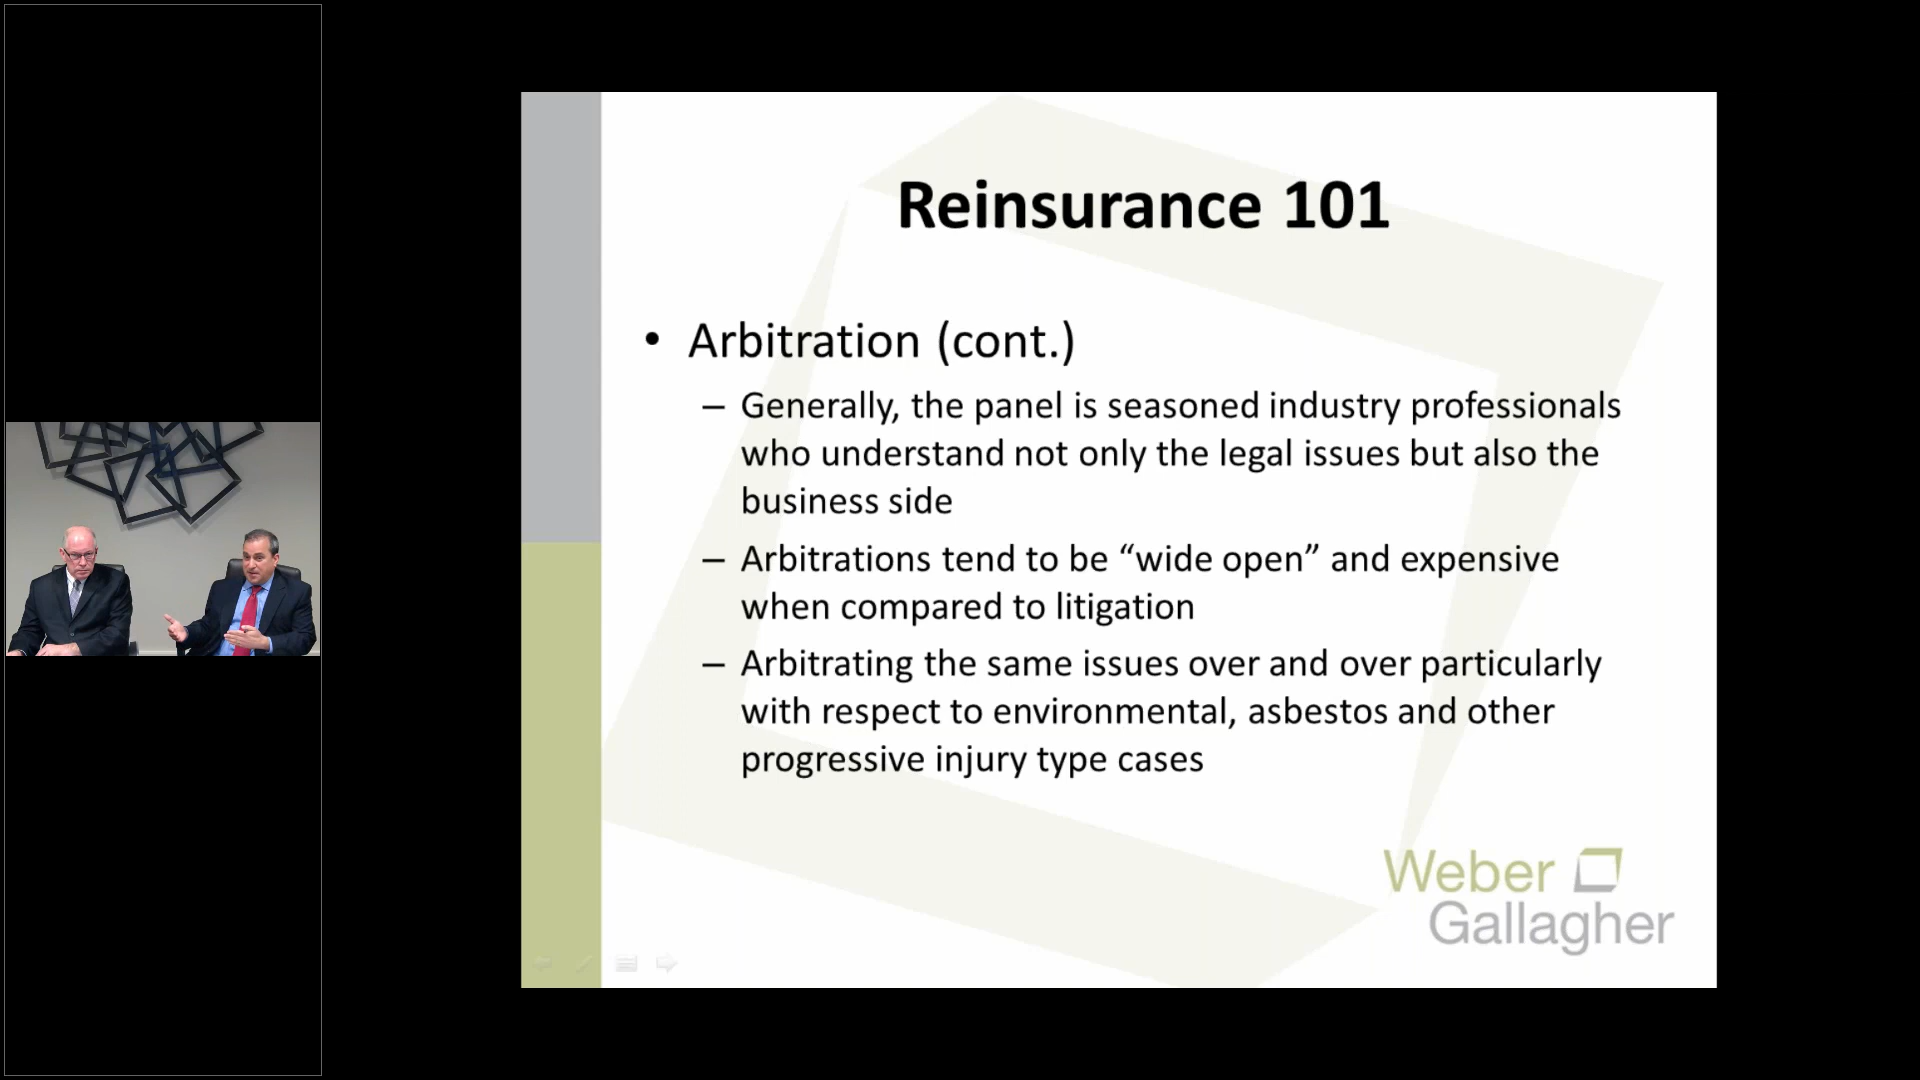 Reinsurance 101
• Arbitration (cont.)
– Generally, the panel is seasoned industry professionals
who understand not only the legal issues but also the
business side
– Arbitrations tend to be “wide open” and expensive
when compared to litigation
– Arbitrating the same issues over and over particularly
with respect to environmental, asbestos and other
progressive injury type cases
Weber
Gallagher